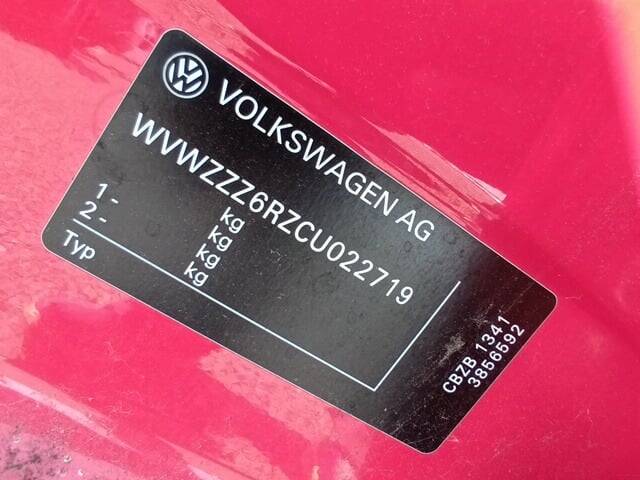 VOLKSWAGEN AG
WVWZZZ6RZCU022719
kg
1 - kg
2 - kg
Typ kg
CBZB 1341
3856592